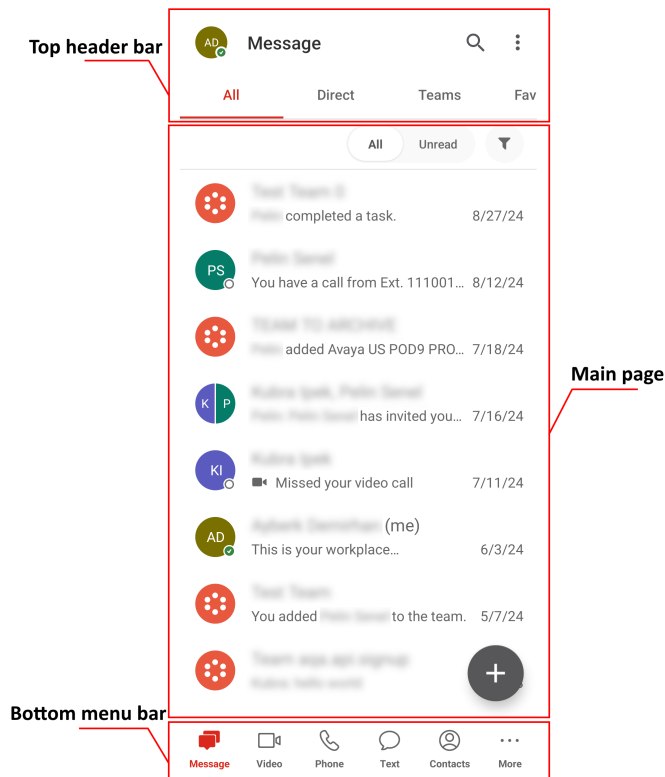 Top header bar
AD
Message
All Direct Teams Fav
All Unread
completed a task. 8/27/24
PS
You have a call from Ext. 111001... 8/12/24
added Avaya US POD9 PRO... 7/18/24
Main page
K P
has invited you... 7/16/24
KI
Missed your video call 7/11/24
(me)
AD
This is your workplace... 6/3/24
You added to the team. 5/7/24
Bottom menu bar
Message Video Phone Text Contacts More